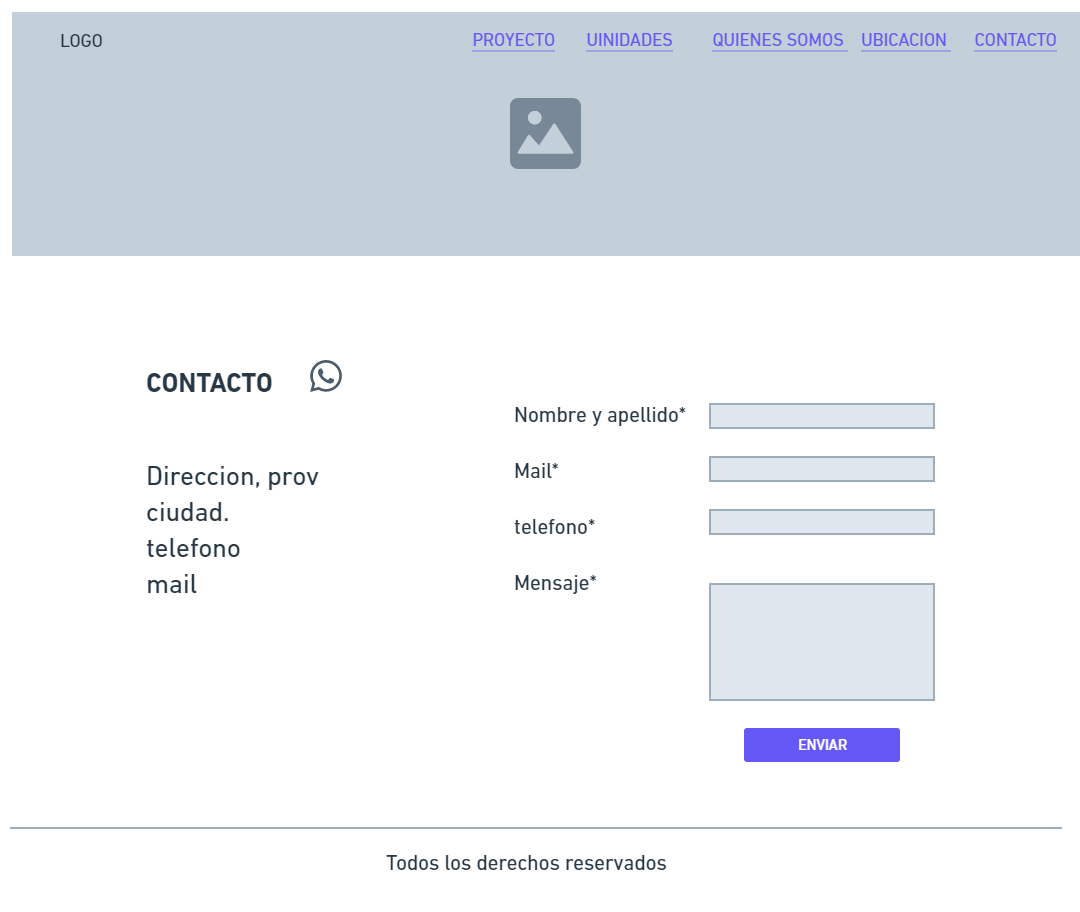 LOGO
PROYECTO UINIDADES QUIENES SOMOS UBICACION CONTACTO
CONTACTO
Direccion, prov
ciudad.
telefono
mail
Nombre y apellido*
Mail*
telefono*
Mensaje*
ENVIAR
Todos los derechos reservados